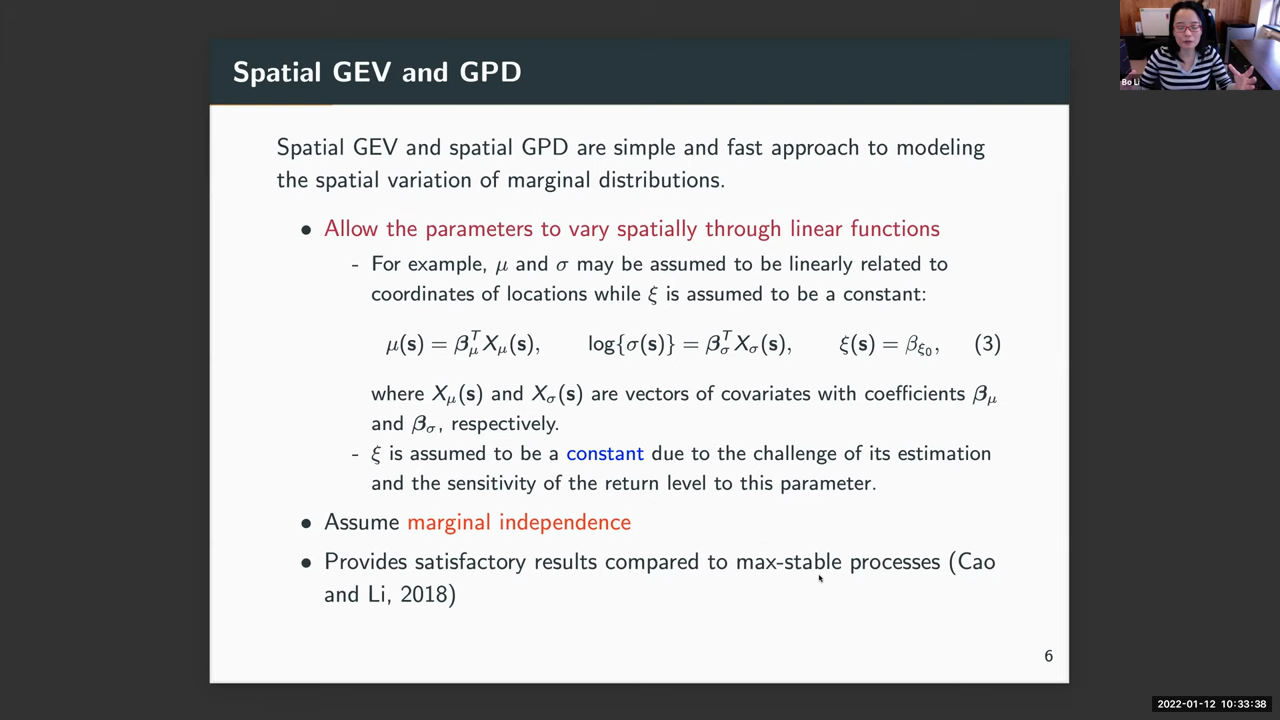 Spatial GEV and GPD
Spatial GEV and spatial GPD are simple and fast approach to modeling
the spatial variation of marginal distributions.
• Allow the parameters to vary spatially through linear functions
- For example, μ and σ may be assumed to be linearly related to
coordinates of locations while ξ is assumed to be a constant:
μ(s) = β_μ^T X_μ(s), log{σ(s)} = β_σ^T X_σ(s), ξ(s) = β_{ξ_0}, (3)
where X_μ(s) and X_σ(s) are vectors of covariates with coefficients β_μ
and β_σ, respectively.
- ξ is assumed to be a constant due to the challenge of its estimation
and the sensitivity of the return level to this parameter.
• Assume marginal independence
• Provides satisfactory results compared to max-stable processes (Cao
and Li, 2018)
6
Bo Li
2022-01-12 10:33:38